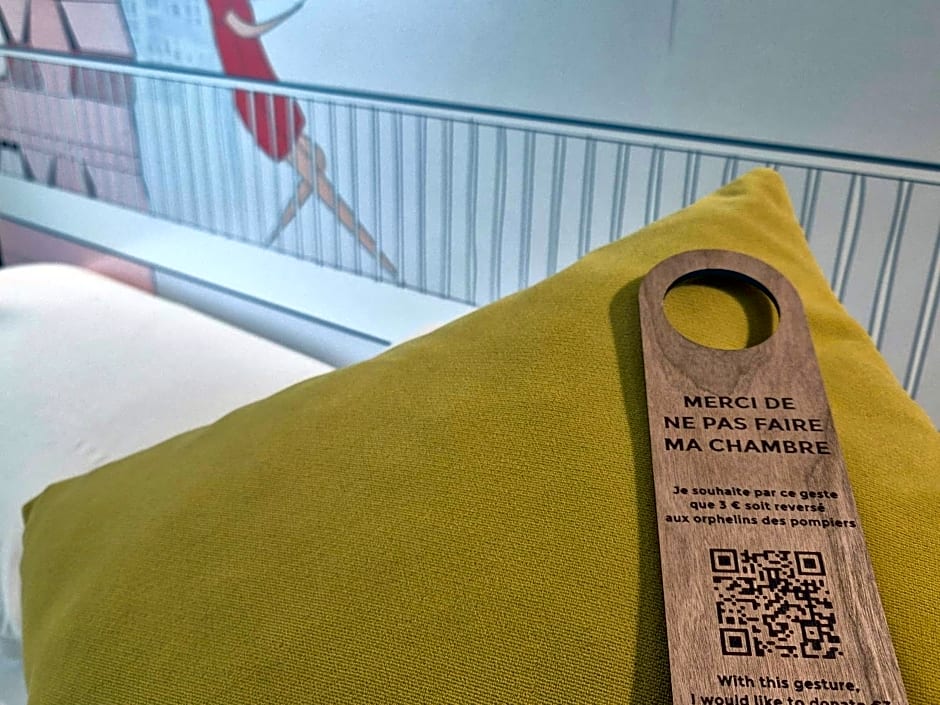 MERCI DE
NE PAS FAIRE
MA CHAMBRE
Je souhaite par ce geste
que 3 € soit reversé
aux orphelins des pompiers
With this gesture,
I would like to donate €3